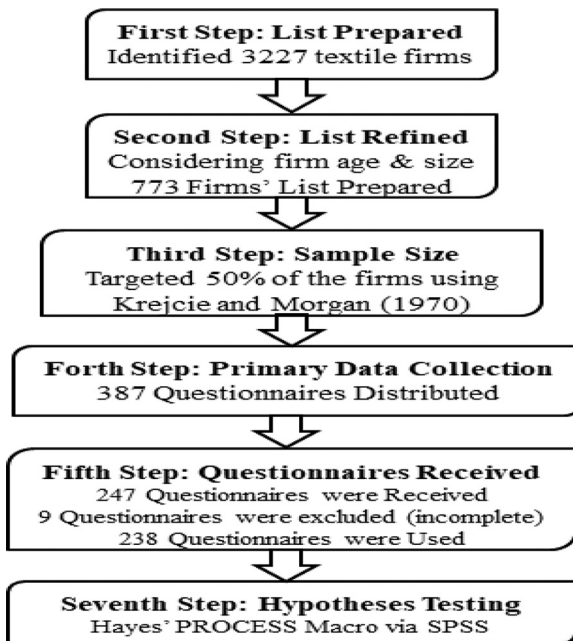 First Step: List Prepared
Identified 3227 textile firms
Second Step: List Refined
Considering firm age & size
773 Firms' List Prepared
Third Step: Sample Size
Targeted 50% of the firms using
Krejcie and Morgan (1970)
Forth Step: Primary Data Collection
387 Questionnaires Distributed
Fifth Step: Questionnaires Received
247 Questionnaires were Received
9 Questionnaires were excluded (incomplete)
238 Questionnaires were Used
Seventh Step: Hypotheses Testing
Hayes' PROCESS Macro via SPSS